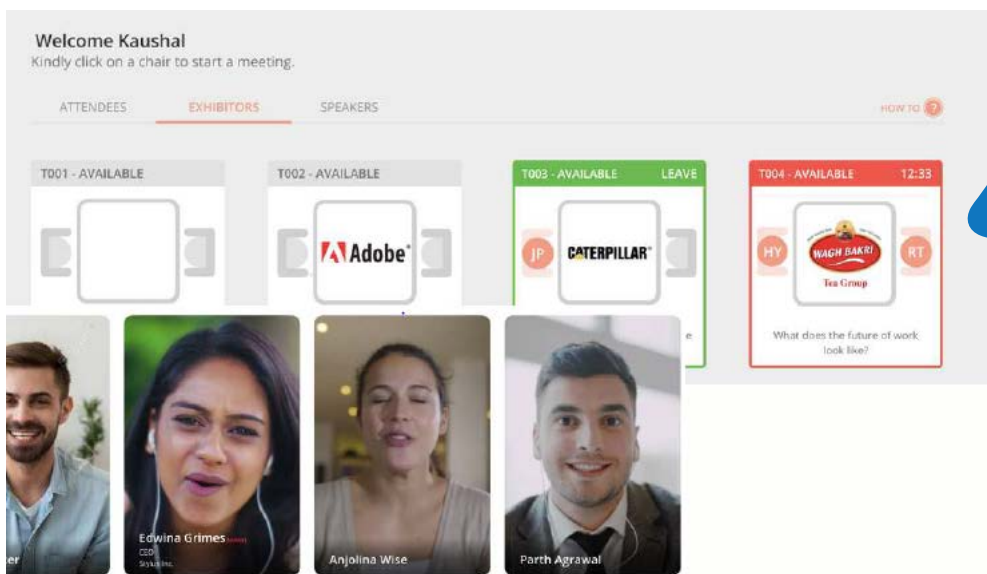 Welcome Kaushal
Kindly click on a chair to start a meeting.
ATTENDEES
EXHIBITORS
SPEAKERS
HOW TO ?
T001 - AVAILABLE
T002 - AVAILABLE
T003 - AVAILABLE LEAVE
T004 - AVAILABLE 12:33
Adobe
JP
CATERPILLAR
HY
WAGH BAKRI
Tea Group
RT
e
What does the future of work
look like?
er
Edwina Grimes
CEO
Anjolina Wise
Parth Agrawal